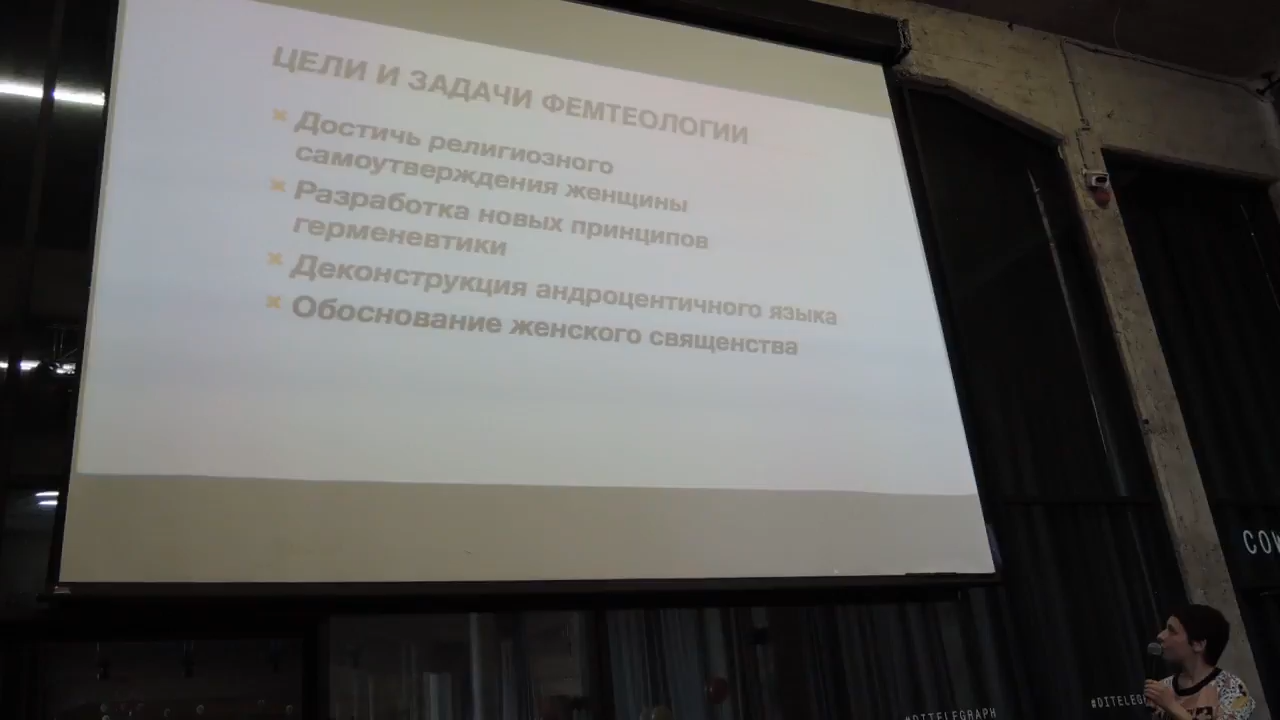 ЦЕЛИ И ЗАДАЧИ ФЕМТЕОЛОГИИ
Достичь религиозного
самоутверждения женщины
Разработка новых принципов
герменевтики
Деконструкция андроцентичного языка
Обоснование женского священства
#DITELEGRAPH